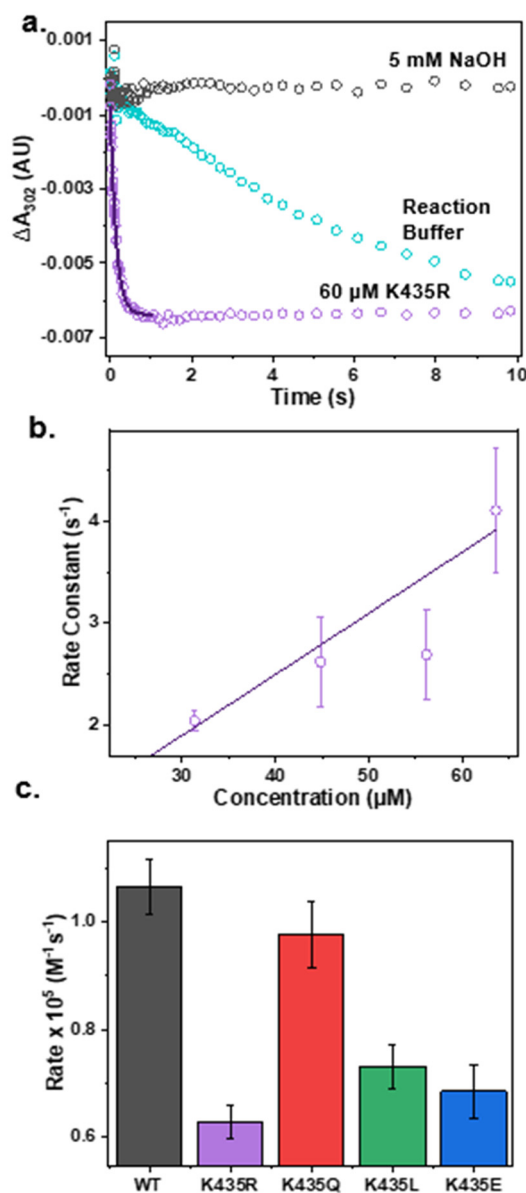 a.
0.001
-0.001
-0.003
-0.005
-0.007
ΔA302 (AU)
5 mM NaOH
Reaction
Buffer
60 µM K435R
0 2 4 6 8 10
Time (s)
b.
4
3
2
Rate Constant (s-1)
30 40 50 60
Concentration (µM)
c.
1.0
0.8
0.6
Rate x 10⁵ (M⁻¹ s⁻¹)
WT K435R K435Q K435L K435E